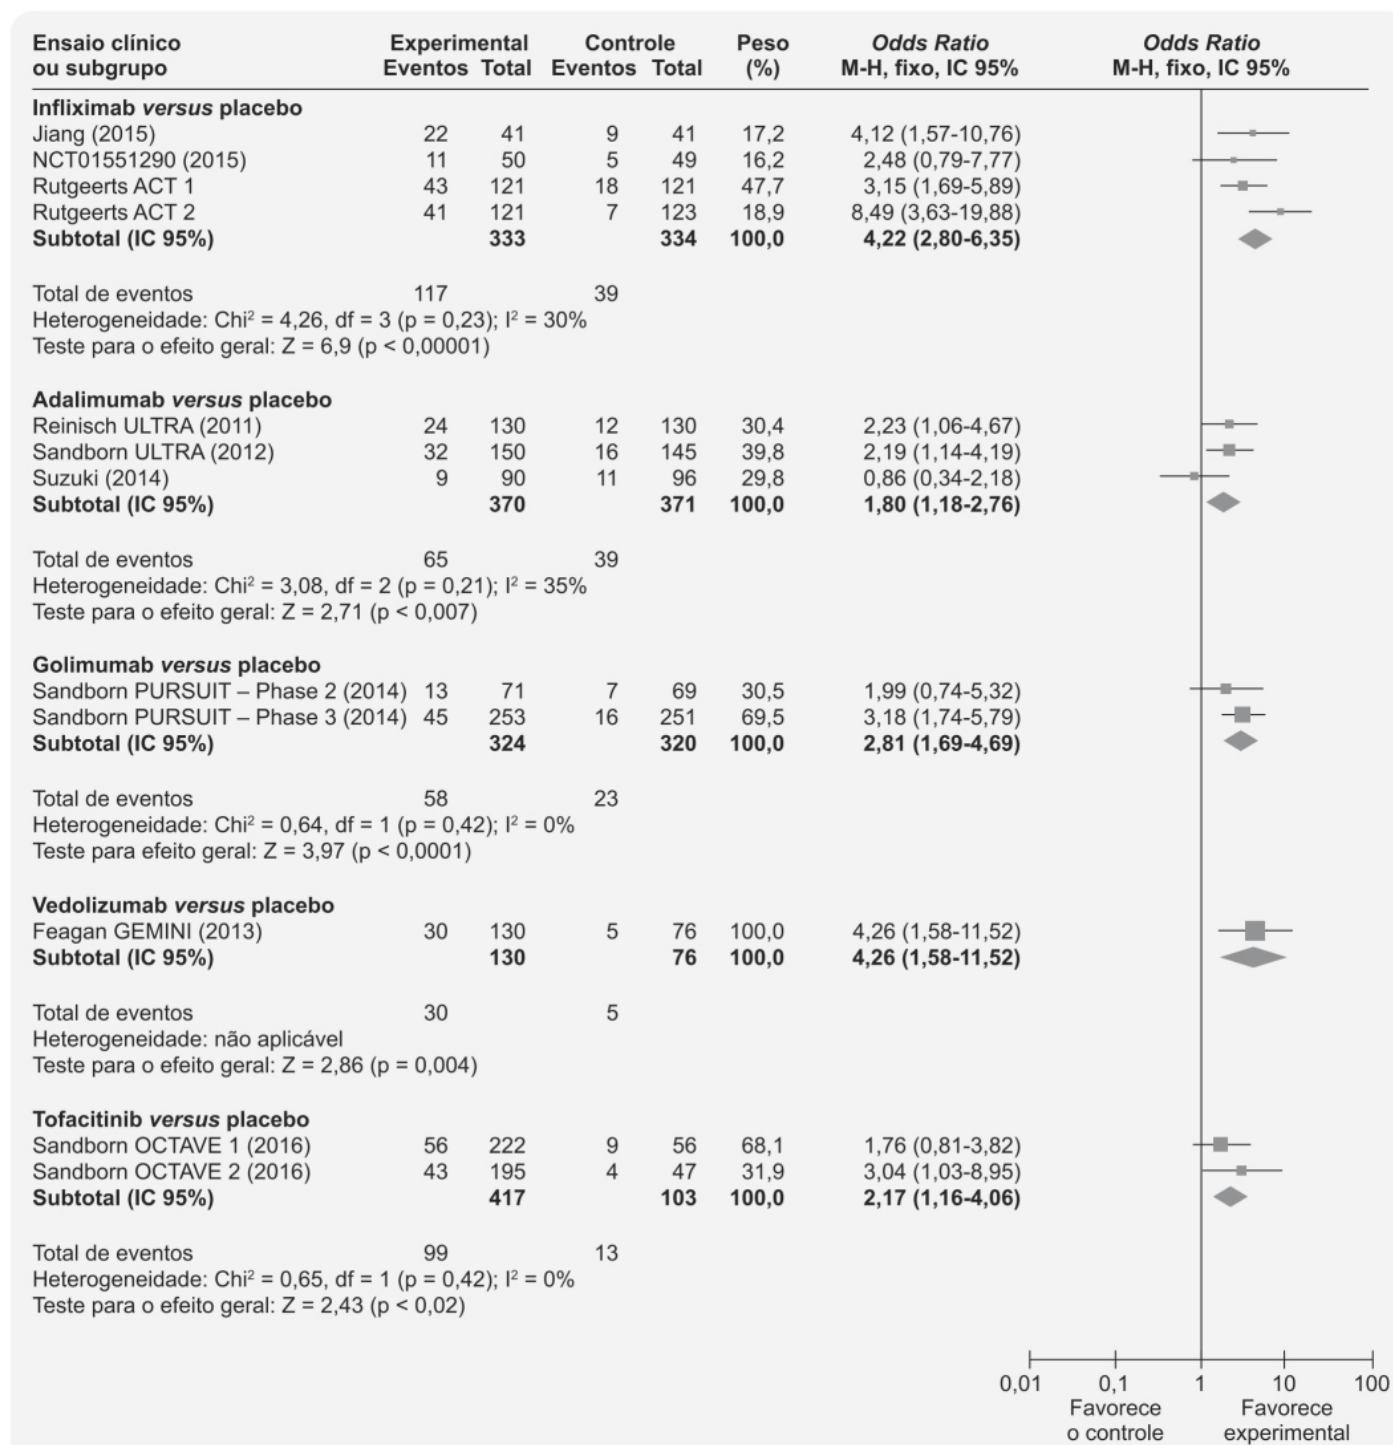 Ensaio clínico Experimental Controle Peso Odds Ratio Odds Ratio
ou subgrupo Eventos Total Eventos Total (%) M-H, fixo, IC 95% M-H, fixo, IC 95%
Infliximab versus placebo
Jiang (2015) 22 41 9 41 17,2 4,12 (1,57-10,76)
NCT01551290 (2015) 11 50 5 49 16,2 2,48 (0,79-7,77)
Rutgeerts ACT 1 43 121 18 121 47,7 3,15 (1,69-5,89)
Rutgeerts ACT 2 41 121 7 123 18,9 8,49 (3,63-19,88)
Subtotal (IC 95%) 333 334 100,0 4,22 (2,80-6,35)
Total de eventos 117 39
Heterogeneidade: Chi² = 4,26, df = 3 (p = 0,23); I² = 30%
Teste para o efeito geral: Z = 6,9 (p < 0,00001)
Adalimumab versus placebo
Reinisch ULTRA (2011) 24 130 12 130 30,4 2,23 (1,06-4,67)
Sandborn ULTRA (2012) 32 150 16 145 39,8 2,19 (1,14-4,19)
Suzuki (2014) 9 90 11 96 29,8 0,86 (0,34-2,18)
Subtotal (IC 95%) 370 371 100,0 1,80 (1,18-2,76)
Total de eventos 65 39
Heterogeneidade: Chi² = 3,08, df = 2 (p = 0,21); I² = 35%
Teste para o efeito geral: Z = 2,71 (p < 0,007)
Golimumab versus placebo
Sandborn PURSUIT – Phase 2 (2014) 13 71 7 69 30,5 1,99 (0,74-5,32)
Sandborn PURSUIT – Phase 3 (2014) 45 253 16 251 69,5 3,18 (1,74-5,79)
Subtotal (IC 95%) 324 320 100,0 2,81 (1,69-4,69)
Total de eventos 58 23
Heterogeneidade: Chi² = 0,64, df = 1 (p = 0,42); I² = 0%
Teste para efeito geral: Z = 3,97 (p < 0,0001)
Vedolizumab versus placebo
Feagan GEMINI (2013) 30 130 5 76 100,0 4,26 (1,58-11,52)
Subtotal (IC 95%) 130 76 100,0 4,26 (1,58-11,52)
Total de eventos 30 5
Heterogeneidade: não aplicável
Teste para o efeito geral: Z = 2,86 (p = 0,004)
Tofacitinib versus placebo
Sandborn OCTAVE 1 (2016) 56 222 9 56 68,1 1,76 (0,81-3,82)
Sandborn OCTAVE 2 (2016) 43 195 4 47 31,9 3,04 (1,03-8,95)
Subtotal (IC 95%) 417 103 100,0 2,17 (1,16-4,06)
Total de eventos 99 13
Heterogeneidade: Chi² = 0,65, df = 1 (p = 0,42); I² = 0%
Teste para o efeito geral: Z = 2,43 (p < 0,02)
0,01 0,1 1 10 100
Favorece Favorece
o controle experimental